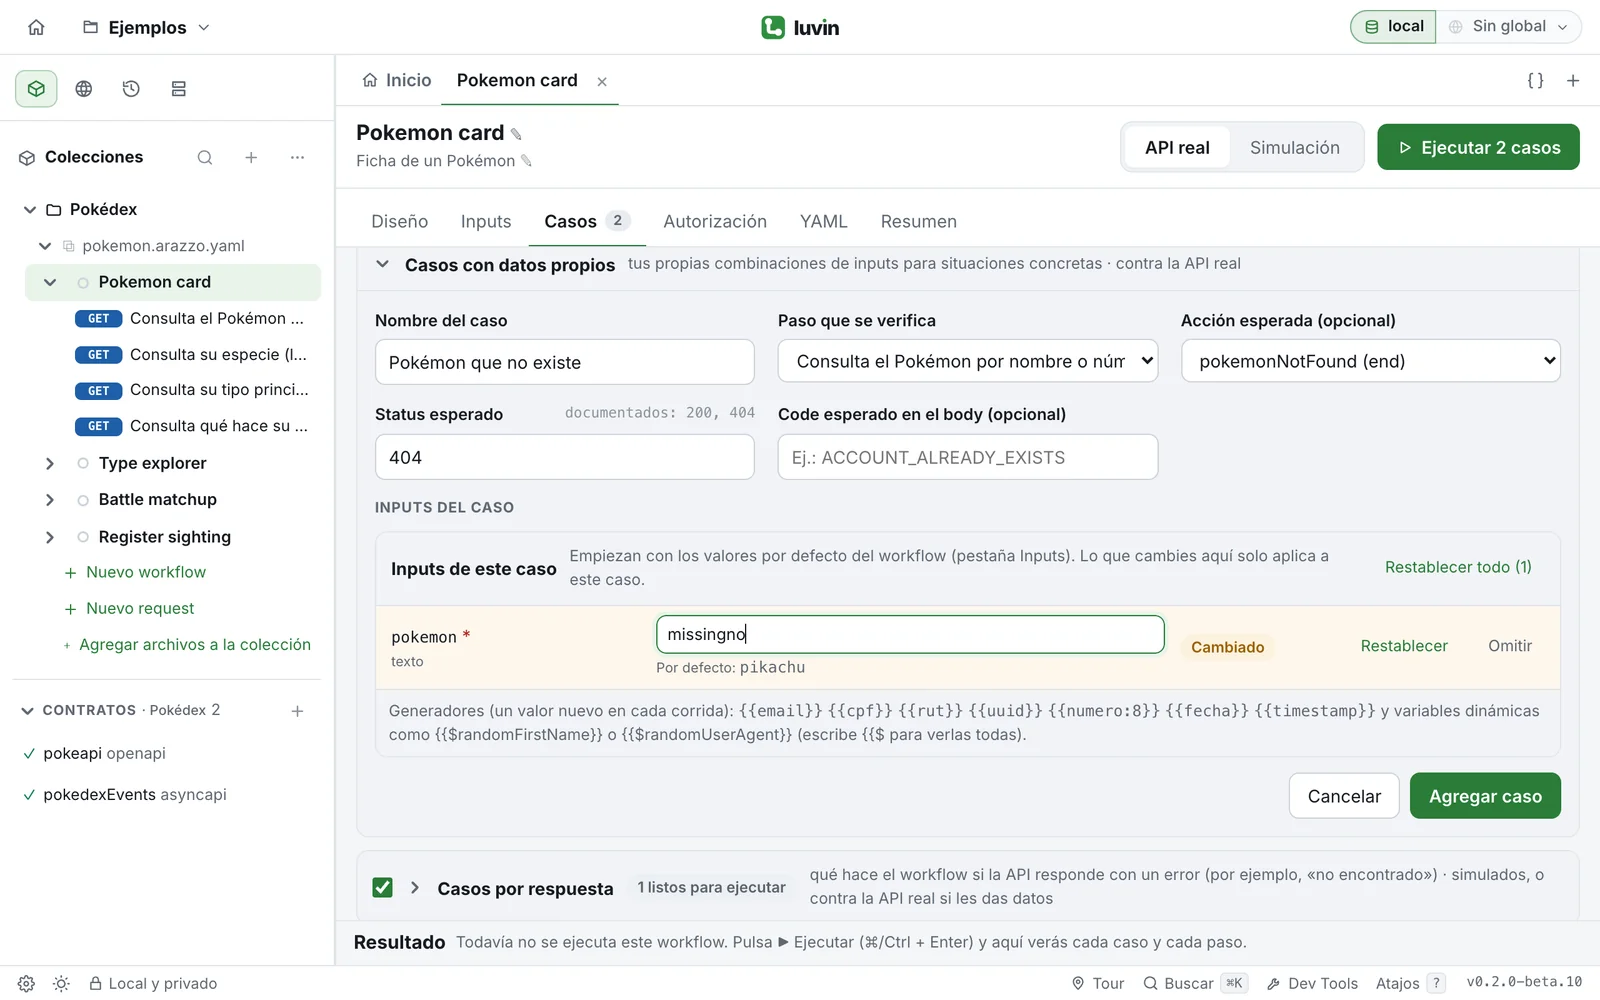 Ejemplos
luvin
local
Sin global
Inicio
Pokemon card
Pokemon card
Ficha de un Pokémon
API real
Simulación
Ejecutar 2 casos
Colecciones
Pokédex
pokemon.arazzo.yaml
Pokemon card
GET Consulta el Pokémon ...
GET Consulta su especie (l...
GET Consulta su tipo princi...
GET Consulta qué hace su ...
Type explorer
Battle matchup
Register sighting
+ Nuevo workflow
+ Nuevo request
+ Agregar archivos a la colección
CONTRATOS · Pokédex 2
pokeapi openapi
pokedexEvents asyncapi
Diseño
Inputs
Casos 2
Autorización
YAML
Resumen
Casos con datos propios tus propias combinaciones de inputs para situaciones concretas · contra la API real
Nombre del caso
Pokémon que no existe
Paso que se verifica
Consulta el Pokémon por nombre o núm
Acción esperada (opcional)
pokemonNotFound (end)
Status esperado documentados: 200, 404
404
Code esperado en el body (opcional)
Ej.: ACCOUNT_ALREADY_EXISTS
INPUTS DEL CASO
Inputs de este caso
Empiezan con los valores por defecto del workflow (pestaña Inputs). Lo que cambies aquí solo aplica a
este caso.
Restablecer todo (1)
pokemon *
texto
missingno
Por defecto: pikachu
Cambiado
Restablecer
Omitir
Generadores (un valor nuevo en cada corrida): {{email}} {{cpf}} {{rut}} {{uuid}} {{numero:8}} {{fecha}} {{timestamp}} y variables dinámicas
como {{$randomFirstName}} o {{$randomUserAgent}} (escribe {{$ para verlas todas).
Cancelar
Agregar caso
Casos por respuesta
1 listos para ejecutar
qué hace el workflow si la API responde con un error (por ejemplo, «no encontrado») · simulados, o
contra la API real si les das datos
Resultado Todavía no se ejecuta este workflow. Pulsa ▶ Ejecutar (⌘/Ctrl + Enter) y aquí verás cada caso y cada paso.
Local y privado
Tour
Buscar ⌘K
Dev Tools
Atajos ?
v0.2.0-beta.10